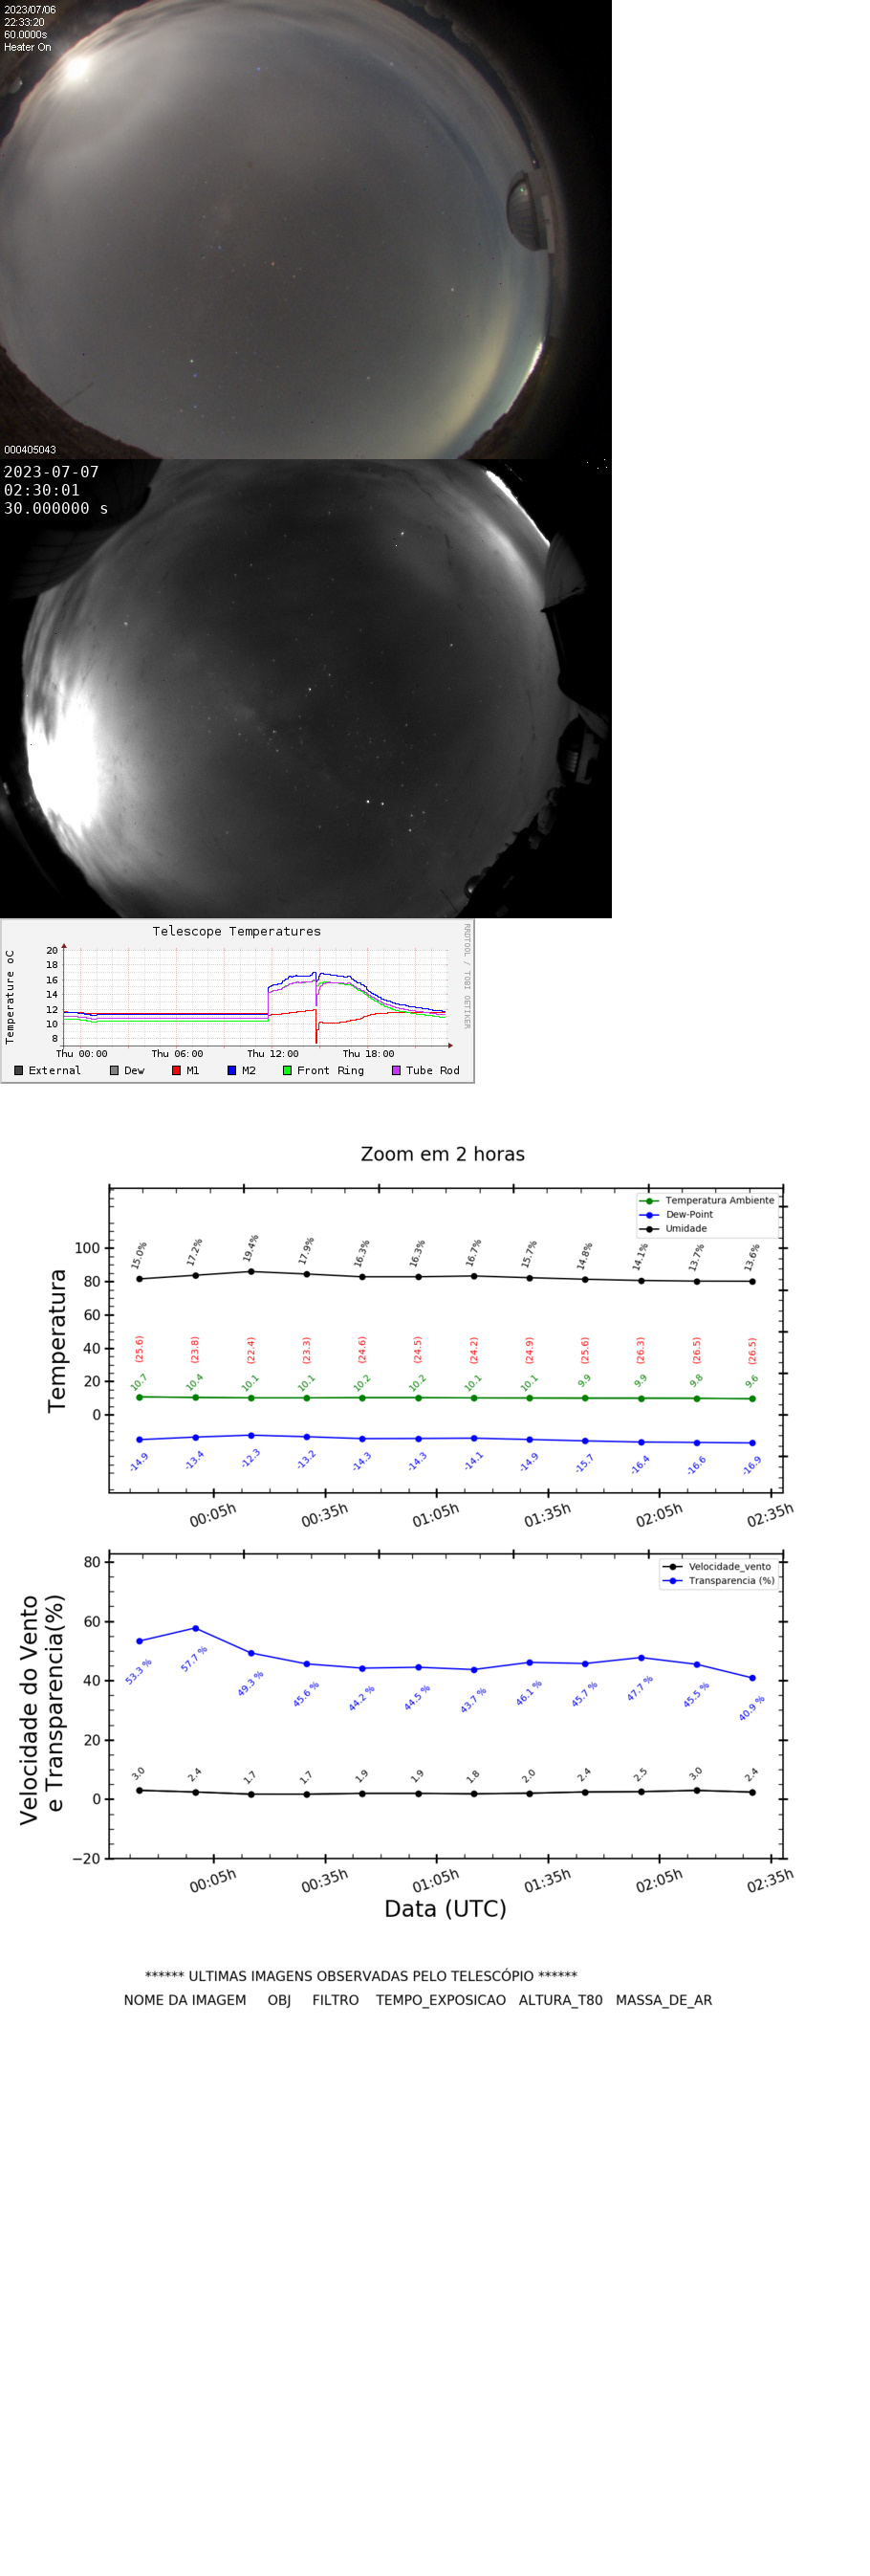 2023/07/06
22:33:20
60.0000s
Heater On
000405043
2023-07-07
02:30:01
30.000000 s
Telescope Temperatures
RRDTOOL / TOBI OETIKER
Temperature oC
20
18
16
14
12
10
8
Thu 00:00 Thu 06:00 Thu 12:00 Thu 18:00
External Dew M1 M2 Front Ring Tube Rod
Zoom em 2 horas
Temperatura Ambiente
Dew-Point
Umidade
Temperatura
100
80
60
40
20
0
15.0% 17.2% 19.4% 17.9% 16.3% 16.3% 16.7% 15.7% 14.8% 14.1% 13.7% 13.6%
(25.6) (23.8) (22.4) (23.3) (24.6) (24.5) (24.2) (24.9) (25.6) (26.3) (26.5) (26.5)
10.7 10.4 10.1 10.1 10.2 10.2 10.1 10.1 9.9 9.9 9.8 9.6
-14.9 -13.4 -12.3 -13.2 -14.3 -14.3 -14.1 -14.9 -15.7 -16.4 -16.6 -16.9
00:05h 00:35h 01:05h 01:35h 02:05h 02:35h
Velocidade_vento
Transparencia (%)
Velocidade do Vento
e Transparencia(%)
80
60
40
20
0
−20
53.3 % 57.7 % 49.3 % 45.6 % 44.2 % 44.5 % 43.7 % 46.1 % 45.7 % 47.7 % 45.5 % 40.9 %
3.0 2.4 1.7 1.7 1.9 1.9 1.8 2.0 2.4 2.5 3.0 2.4
00:05h 00:35h 01:05h 01:35h 02:05h 02:35h
Data (UTC)
****** ULTIMAS IMAGENS OBSERVADAS PELO TELESCÓPIO ******
NOME DA IMAGEM OBJ FILTRO TEMPO_EXPOSICAO ALTURA_T80 MASSA_DE_AR